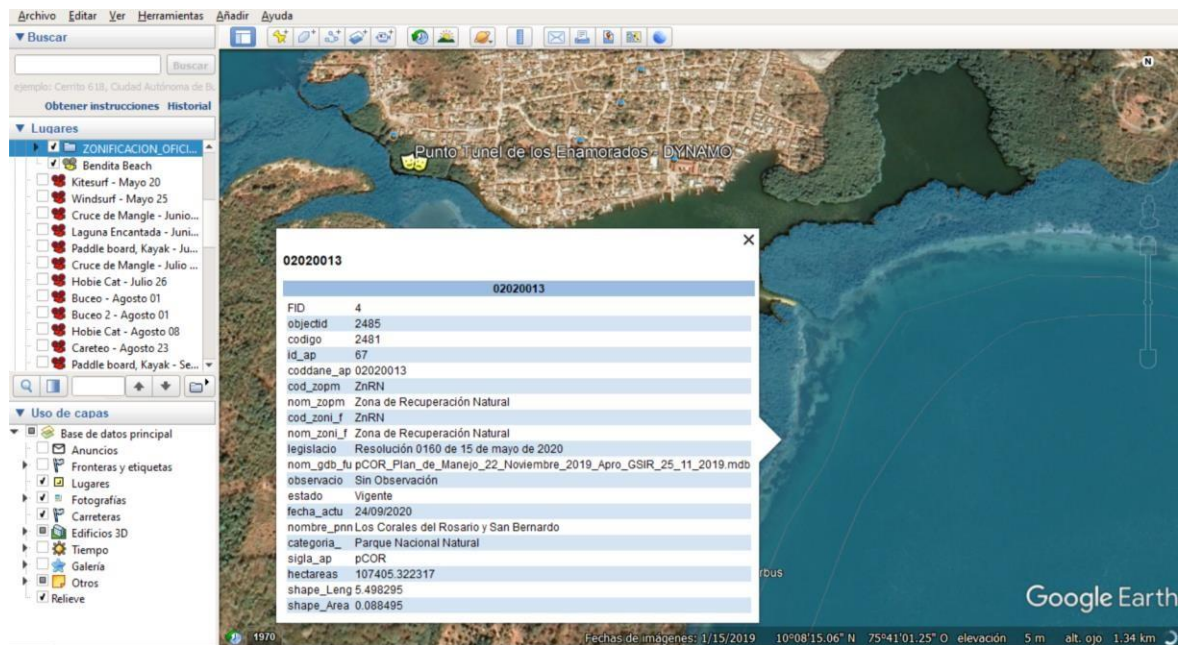 Archivo Editar Ver Herramientas Añadir Ayuda
Buscar
Buscar
ejemplo: Cerrito 618, Ciudad Autónoma de Bu
Obtener instrucciones Historial
Lugares
ZONIFICACION_OFICI...
Bendita Beach
Kitesurf - Mayo 20
Windsurf - Mayo 25
Cruce de Mangle - Junio...
Laguna Encantada - Juni...
Paddle board, Kayak - Ju...
Cruce de Mangle - Julio ...
Hobie Cat - Julio 26
Buceo - Agosto 01
Buceo 2 - Agosto 01
Hobie Cat - Agosto 08
Careteo - Agosto 23
Paddle board, Kayak - Se...
Uso de capas
Base de datos principal
Anuncios
Fronteras y etiquetas
Lugares
Fotografías
Carreteras
Edificios 3D
Tiempo
Galería
Otros
Relieve
N
Punto Tunel de los Enamorados - DYNAMO
02020013
02020013
FID 4
objectid 2485
codigo 2481
id_ap 67
coddane_ap 02020013
cod_zopm ZnRN
nom_zopm Zona de Recuperación Natural
cod_zoni_f ZnRN
nom_zoni_f Zona de Recuperación Natural
legislacio Resolución 0160 de 15 de mayo de 2020
nom_gdb_fu pCOR_Plan_de_Manejo_22_Noviembre_2019_Apro_GSIR_25_11_2019.mdb
observacio Sin Observación
estado Vigente
fecha_actu 24/09/2020
nombre_pnn Los Corales del Rosario y San Bernardo
categoria_ Parque Nacional Natural
sigla_ap pCOR
hectareas 107405.322317
shape_Leng 5.498295
shape_Area 0.088495
rbus
Google Earth
1970
Fechas de imágenes: 1/15/2019 10°08'15.06" N 75°41'01.25" O elevación 5 m alt. ojo 1.34 km